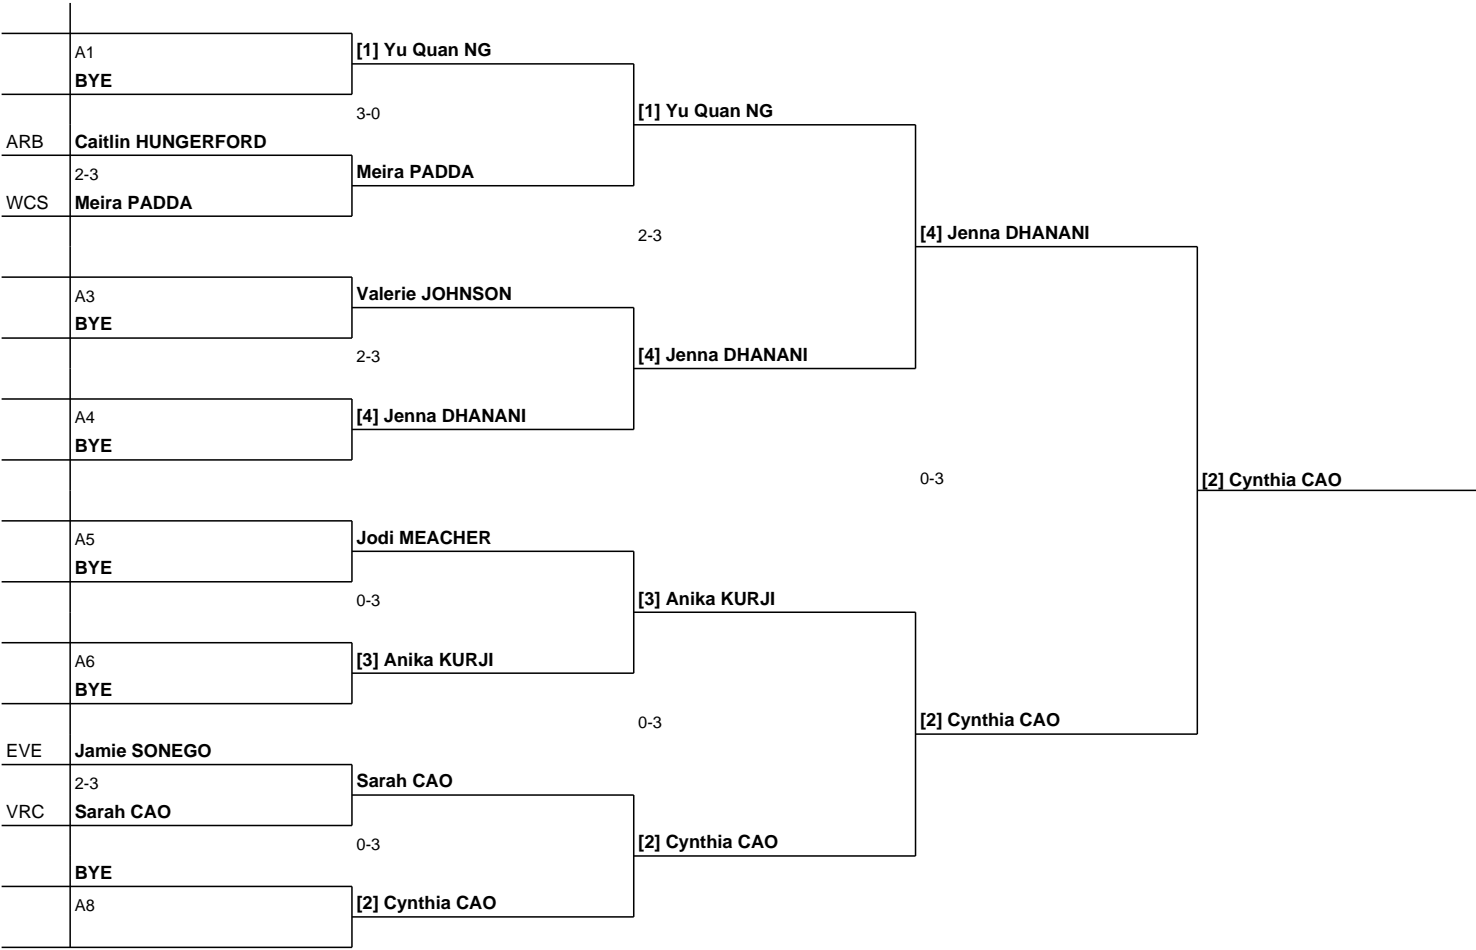 [1] Yu Quan NG
A1
BYE
3-0
[1] Yu Quan NG
ARB Caitlin HUNGERFORD
2-3
Meira PADDA
WCS Meira PADDA
2-3
[4] Jenna DHANANI
A3
Valerie JOHNSON
BYE
2-3
[4] Jenna DHANANI
A4
[4] Jenna DHANANI
BYE
0-3
[2] Cynthia CAO
A5
Jodi MEACHER
BYE
0-3
[3] Anika KURJI
A6
[3] Anika KURJI
BYE
0-3
[2] Cynthia CAO
EVE Jamie SONEGO
2-3
Sarah CAO
VRC Sarah CAO
0-3
[2] Cynthia CAO
BYE
A8
[2] Cynthia CAO